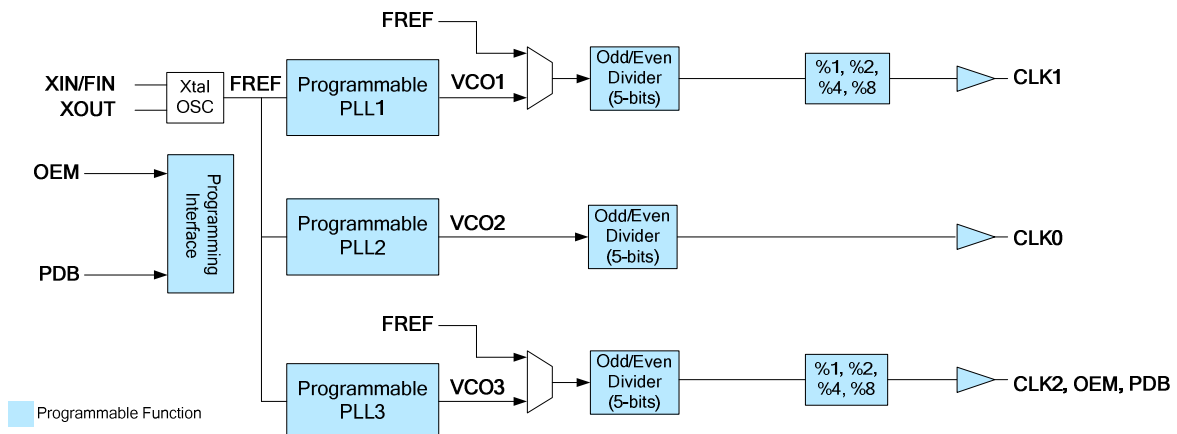 FREF
XIN/FIN
XOUT
Xtal
OSC
FREF
Programmable
PLL1
VCO1
Odd/Even
Divider
(5-bits)
%1, %2,
%4, %8
CLK1
OEM
PDB
Programming
Interface
Programmable
PLL2
VCO2
Odd/Even
Divider
(5-bits)
CLK0
FREF
Programmable
PLL3
VCO3
Odd/Even
Divider
(5-bits)
%1, %2,
%4, %8
CLK2, OEM, PDB
Programmable Function